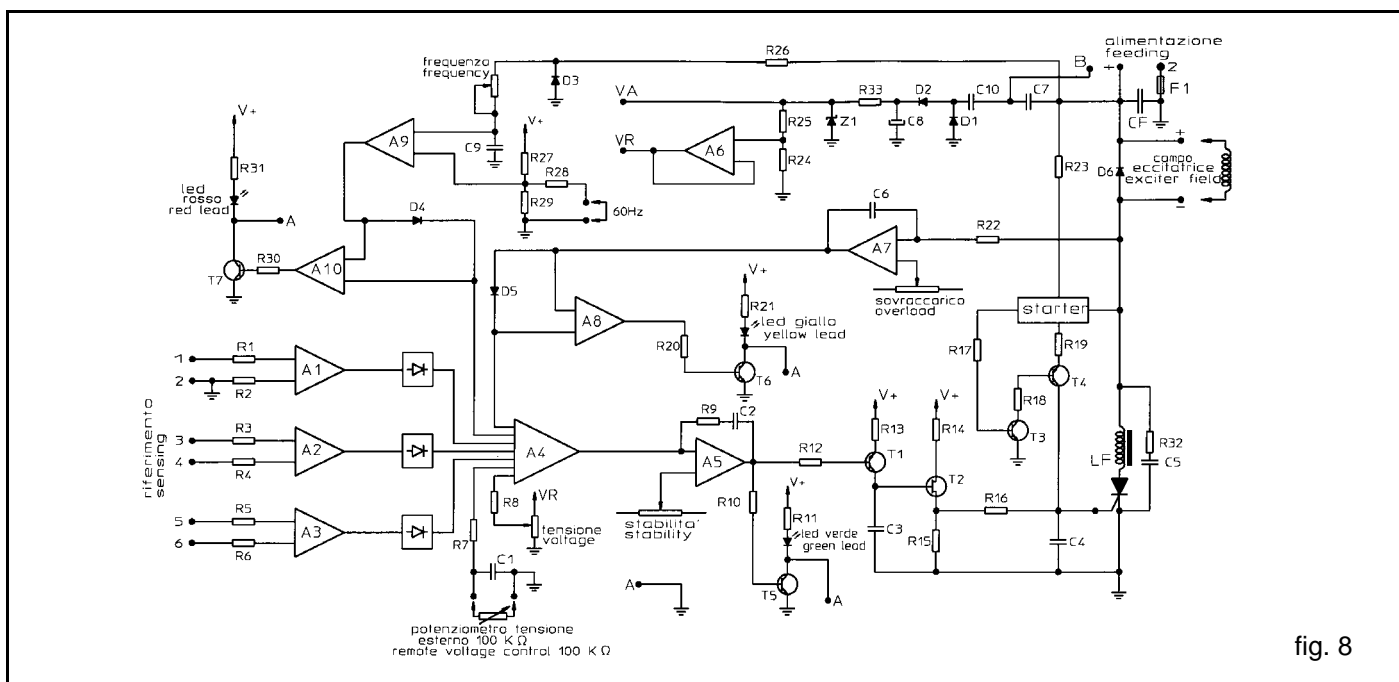 alimentazione
feeding
+
2
F1
B
R26
frequenza
frequency
D3
VA
R33
D2
C10
C7
CF
V+
R25
Z1
C8
D1
+
campo
eccitatrice
exciter field
-
A9
C9
V+
R27
VR
A6
R24
R23
D6
R31
R28
led
rosso
red lead
A
D4
R29
60Hz
C6
A7
R22
T7
R30
A10
sovraccarico
overload
D5
V+
R21
led giallo
yellow lead
starter
A8
R20
R17
R19
T6
A
T4
R18
T3
1
R1
A1
2
R2
V+
V+
riferimento
sensing
3
R3
A2
4
R4
A4
R9
C2
R13
R14
R32
C5
LF
A5
R12
T1
T2
5
R5
A3
6
R6
R8
VR
tensione
voltage
R7
R10
V+
R11
led verde
green lead
stabilita'
stability
R16
C3
R15
C4
C1
A
T5
A
potenziometro tensione
esterno 100 KΩ
remote voltage control 100 KΩ
fig. 8